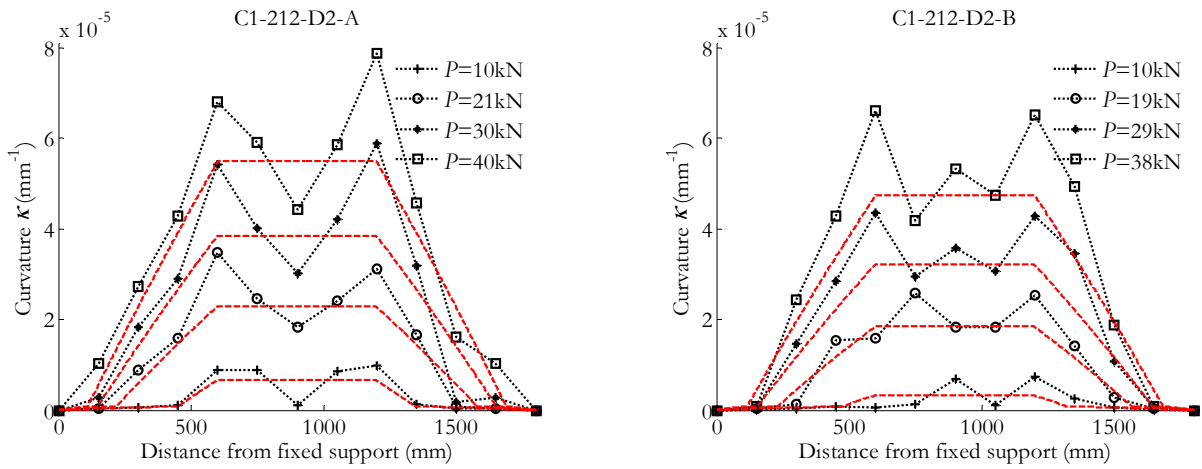 C1-212-D2-A
x 10⁻⁵
8
6
4
2
0
P=10kN
P=21kN
P=30kN
P=40kN
Curvature κ (mm⁻¹)
0 500 1000 1500
Distance from fixed support (mm)
C1-212-D2-B
x 10⁻⁵
8
6
4
2
0
P=10kN
P=19kN
P=29kN
P=38kN
Curvature κ (mm⁻¹)
0 500 1000 1500
Distance from fixed support (mm)